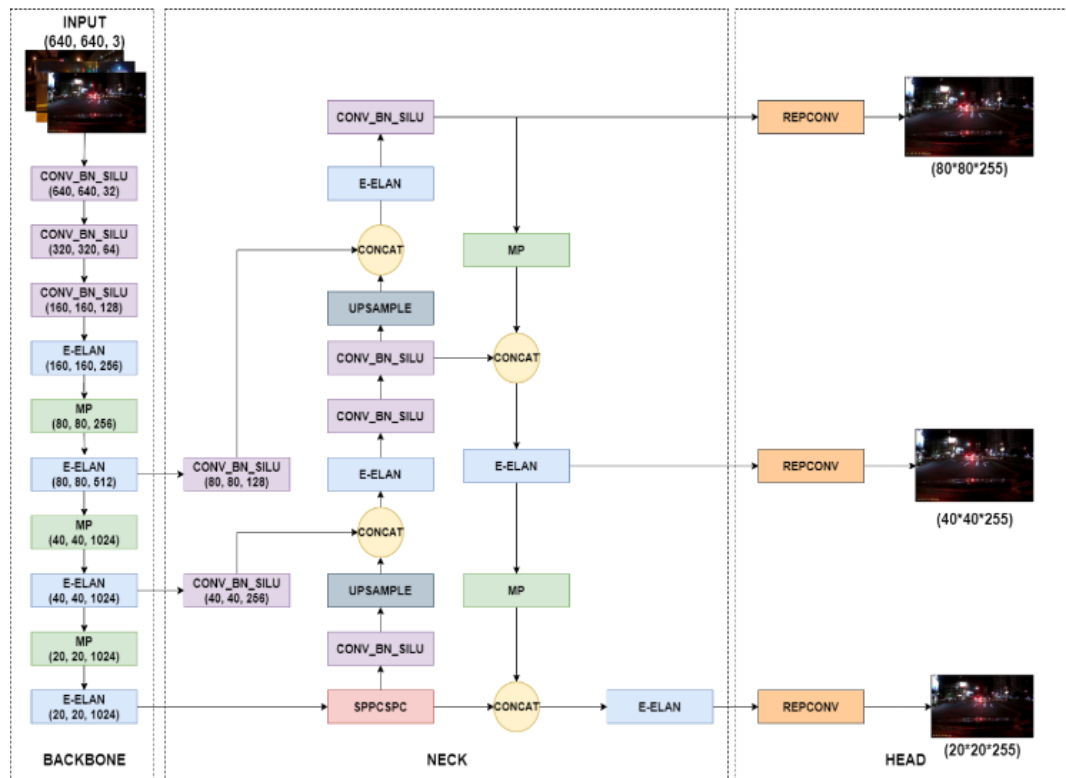 INPUT
(640, 640, 3)
CONV_BN_SILU
(640, 640, 32)
CONV_BN_SILU
(320, 320, 64)
CONV_BN_SILU
(160, 160, 128)
E-ELAN
(160, 160, 256)
MP
(80, 80, 256)
E-ELAN
(80, 80, 512)
MP
(40, 40, 1024)
E-ELAN
(40, 40, 1024)
MP
(20, 20, 1024)
E-ELAN
(20, 20, 1024)
BACKBONE
CONV_BN_SILU
(80, 80, 128)
CONV_BN_SILU
(40, 40, 256)
CONV_BN_SILU
E-ELAN
CONCAT
UPSAMPLE
CONV_BN_SILU
CONV_BN_SILU
E-ELAN
CONCAT
UPSAMPLE
CONV_BN_SILU
SPPCSPC
MP
CONCAT
E-ELAN
MP
CONCAT
E-ELAN
NECK
REPCONV
(80*80*255)
REPCONV
(40*40*255)
REPCONV
(20*20*255)
HEAD